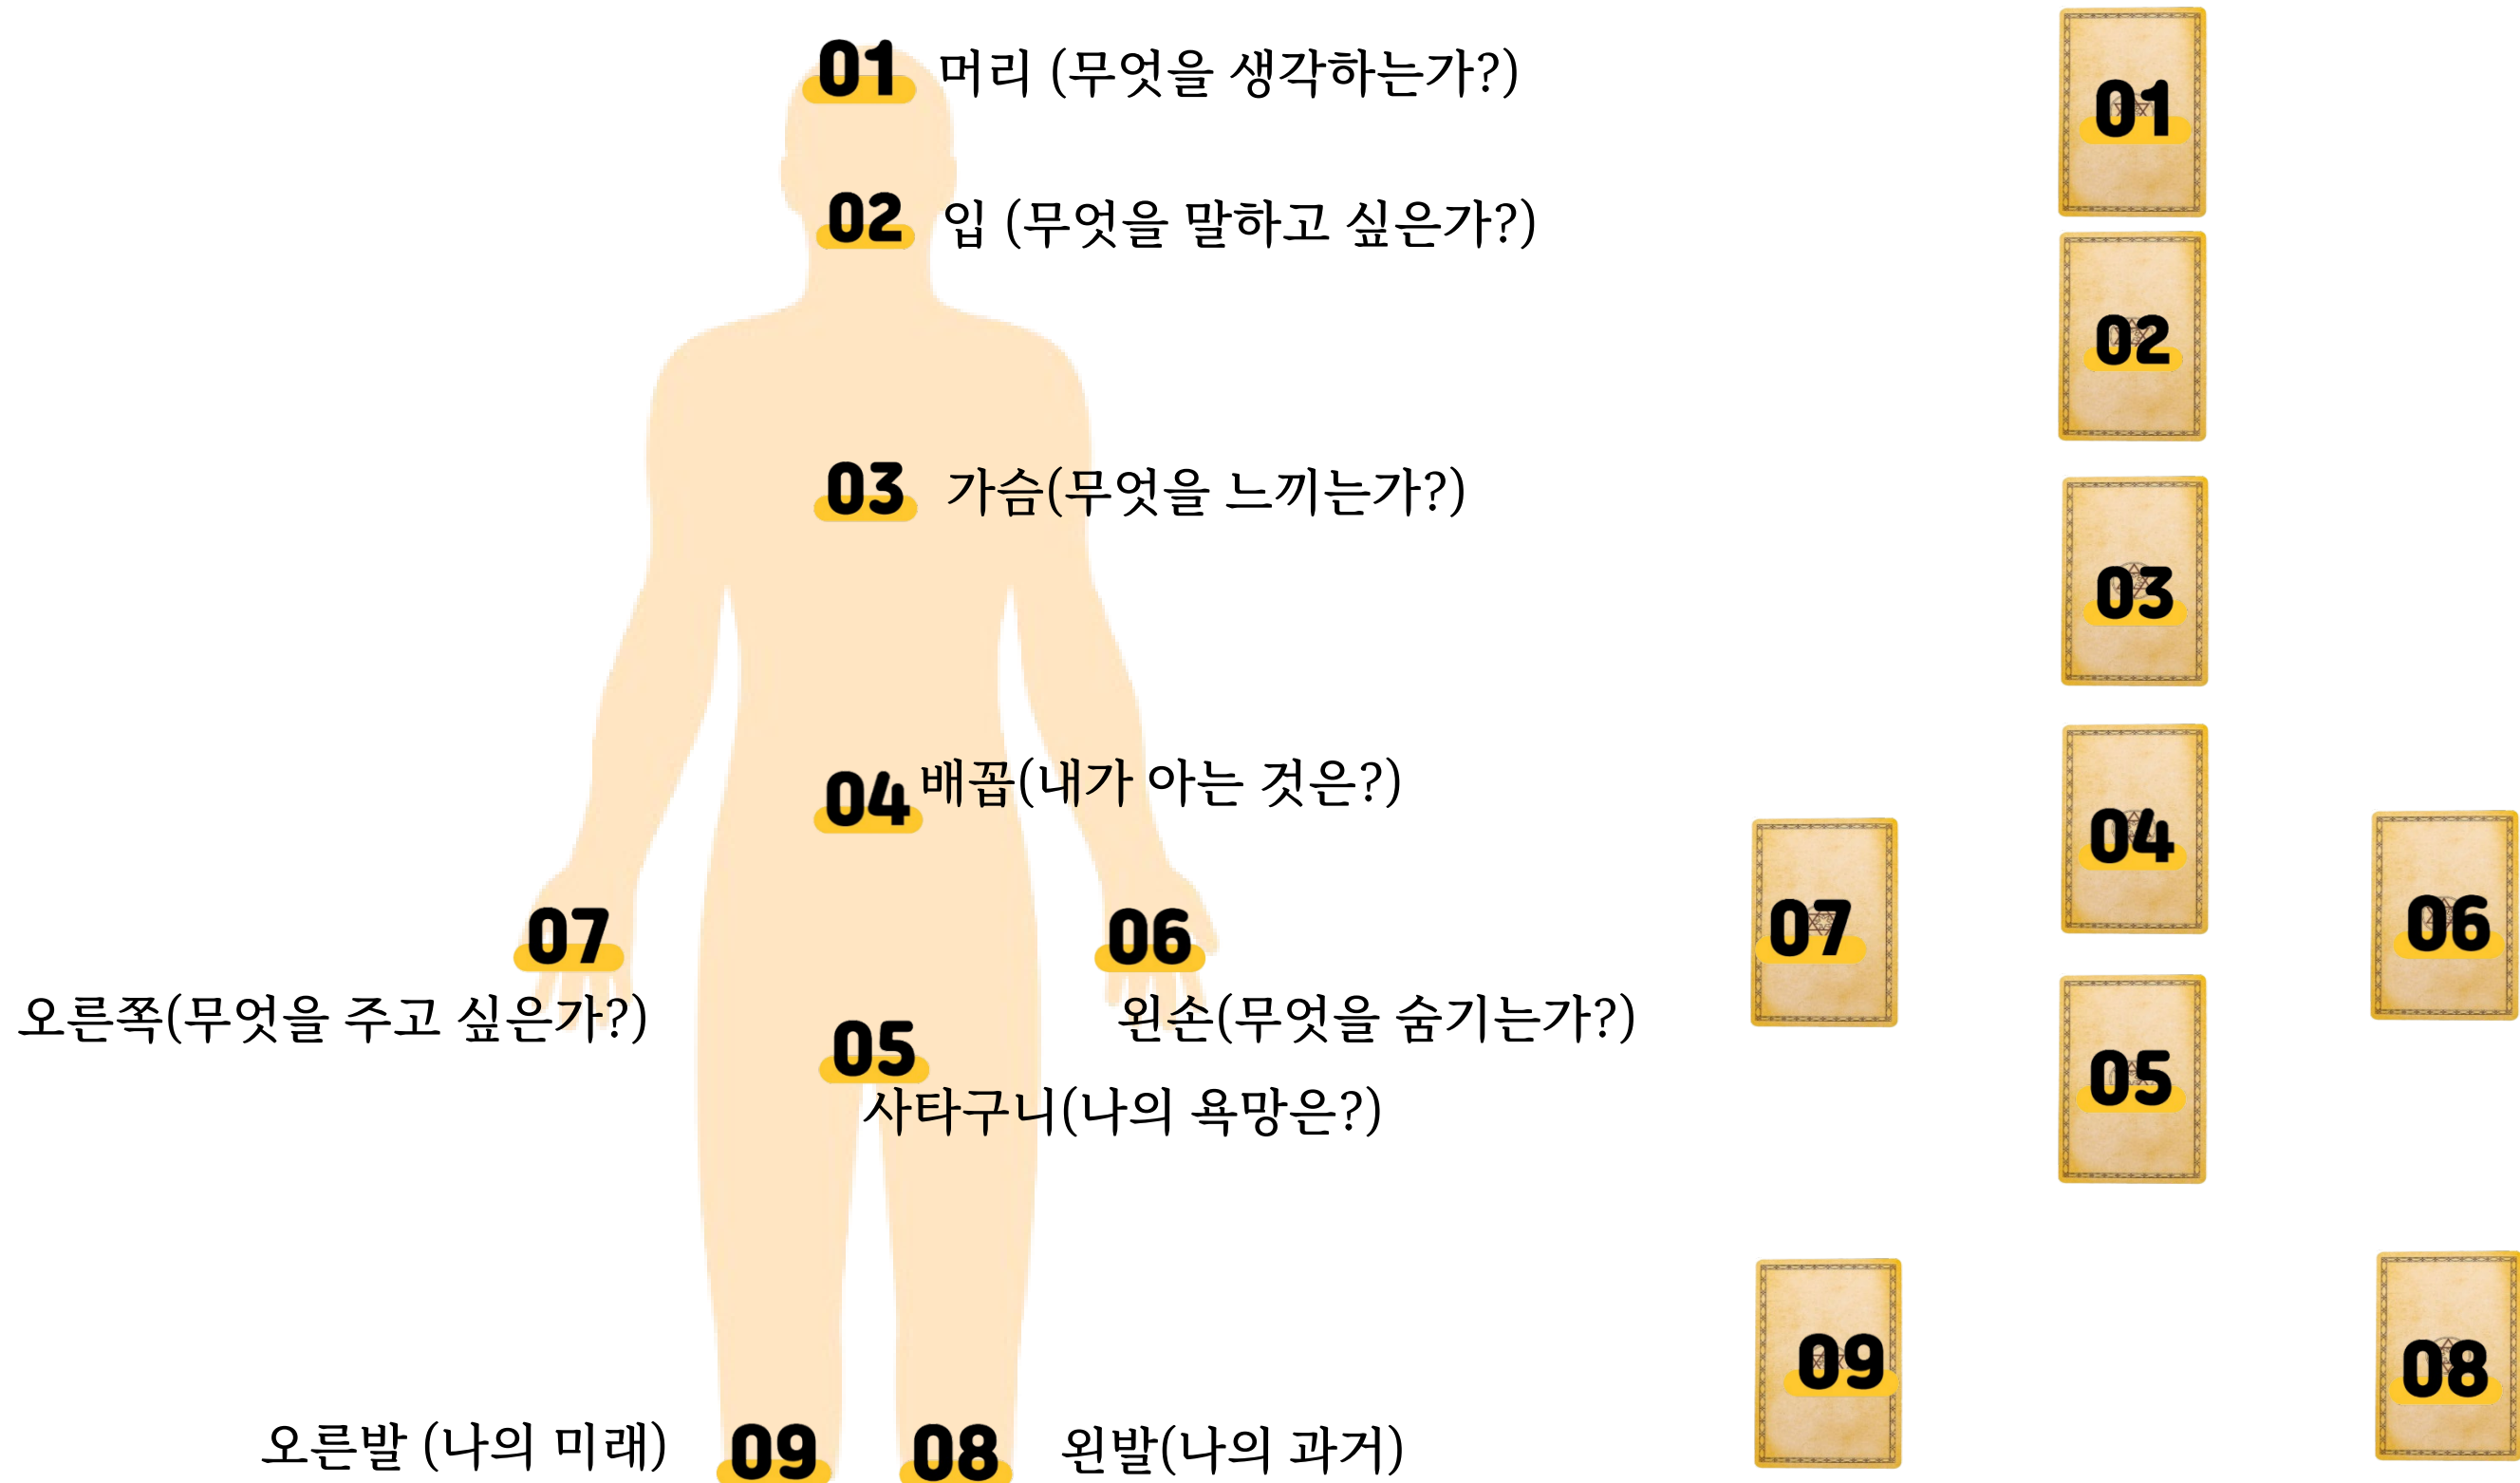 01 머리 (무엇을 생각하는가?)
02 입 (무엇을 말하고 싶은가?)
03 가슴(무엇을 느끼는가?)
04 배꼽(내가 아는 것은?)
07 06
오른쪽(무엇을 주고 싶은가?) 왼손(무엇을 숨기는가?)
05
사타구니(나의 욕망은?)
오른발 (나의 미래) 09 08 왼발(나의 과거)
01
02
03
04
07 06
05
09 08